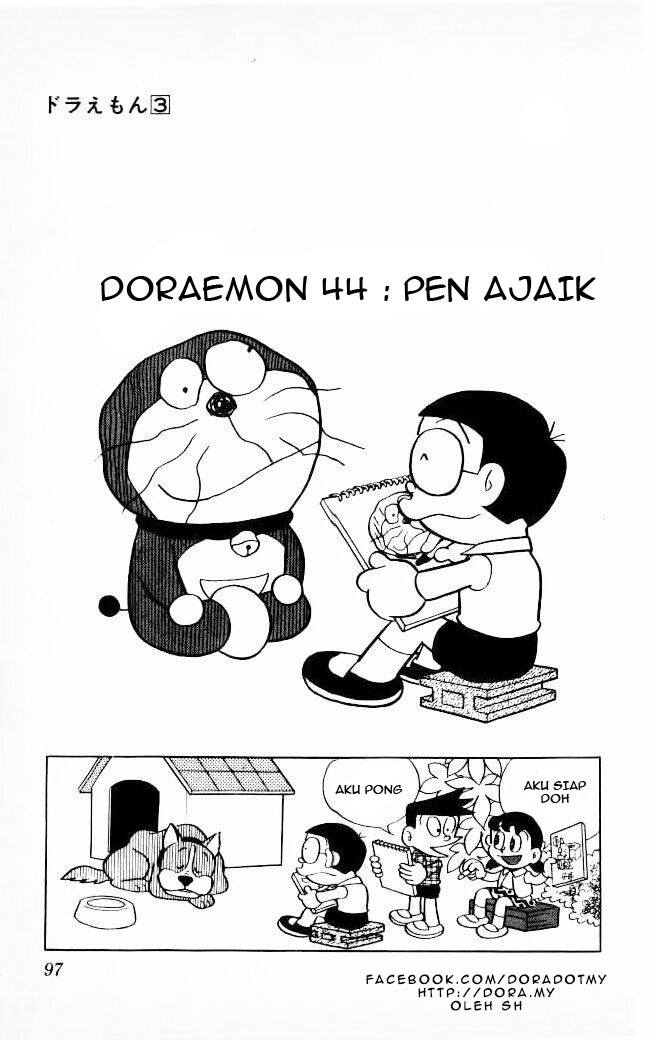 ドラえもん3
DORAEMON 44 : PEN AJAIK
AKU PONG
AKU SIAP
DOH
97
FACEBOOK.COM/DORADOTMY
HTTP://DORA.MY
OLEH SH